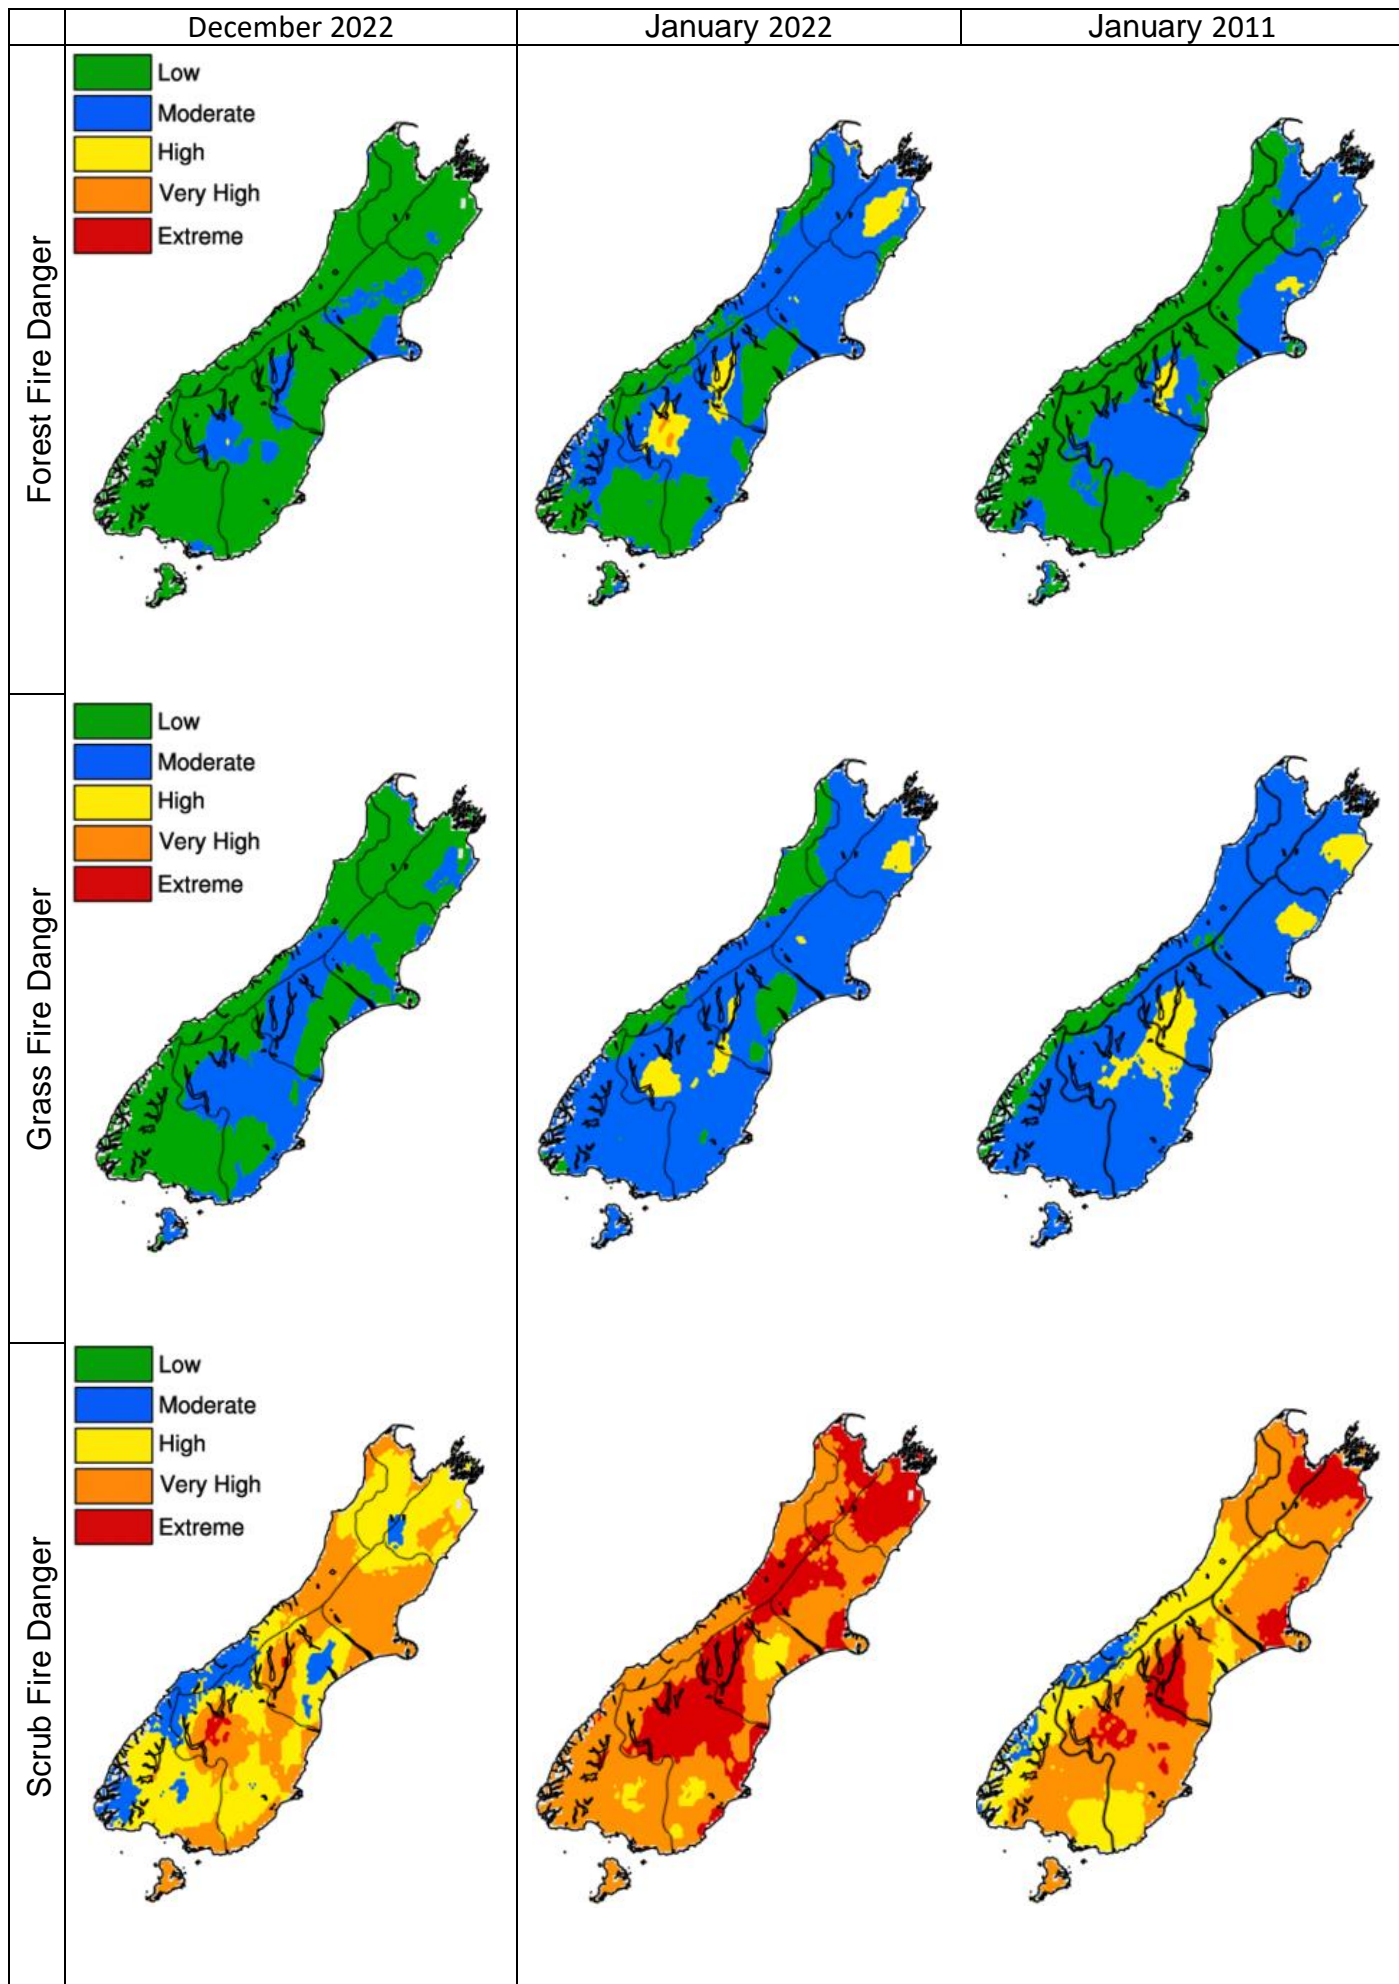 December 2022
January 2022
January 2011
Forest Fire Danger
Low
Moderate
High
Very High
Extreme
Grass Fire Danger
Low
Moderate
High
Very High
Extreme
Scrub Fire Danger
Low
Moderate
High
Very High
Extreme